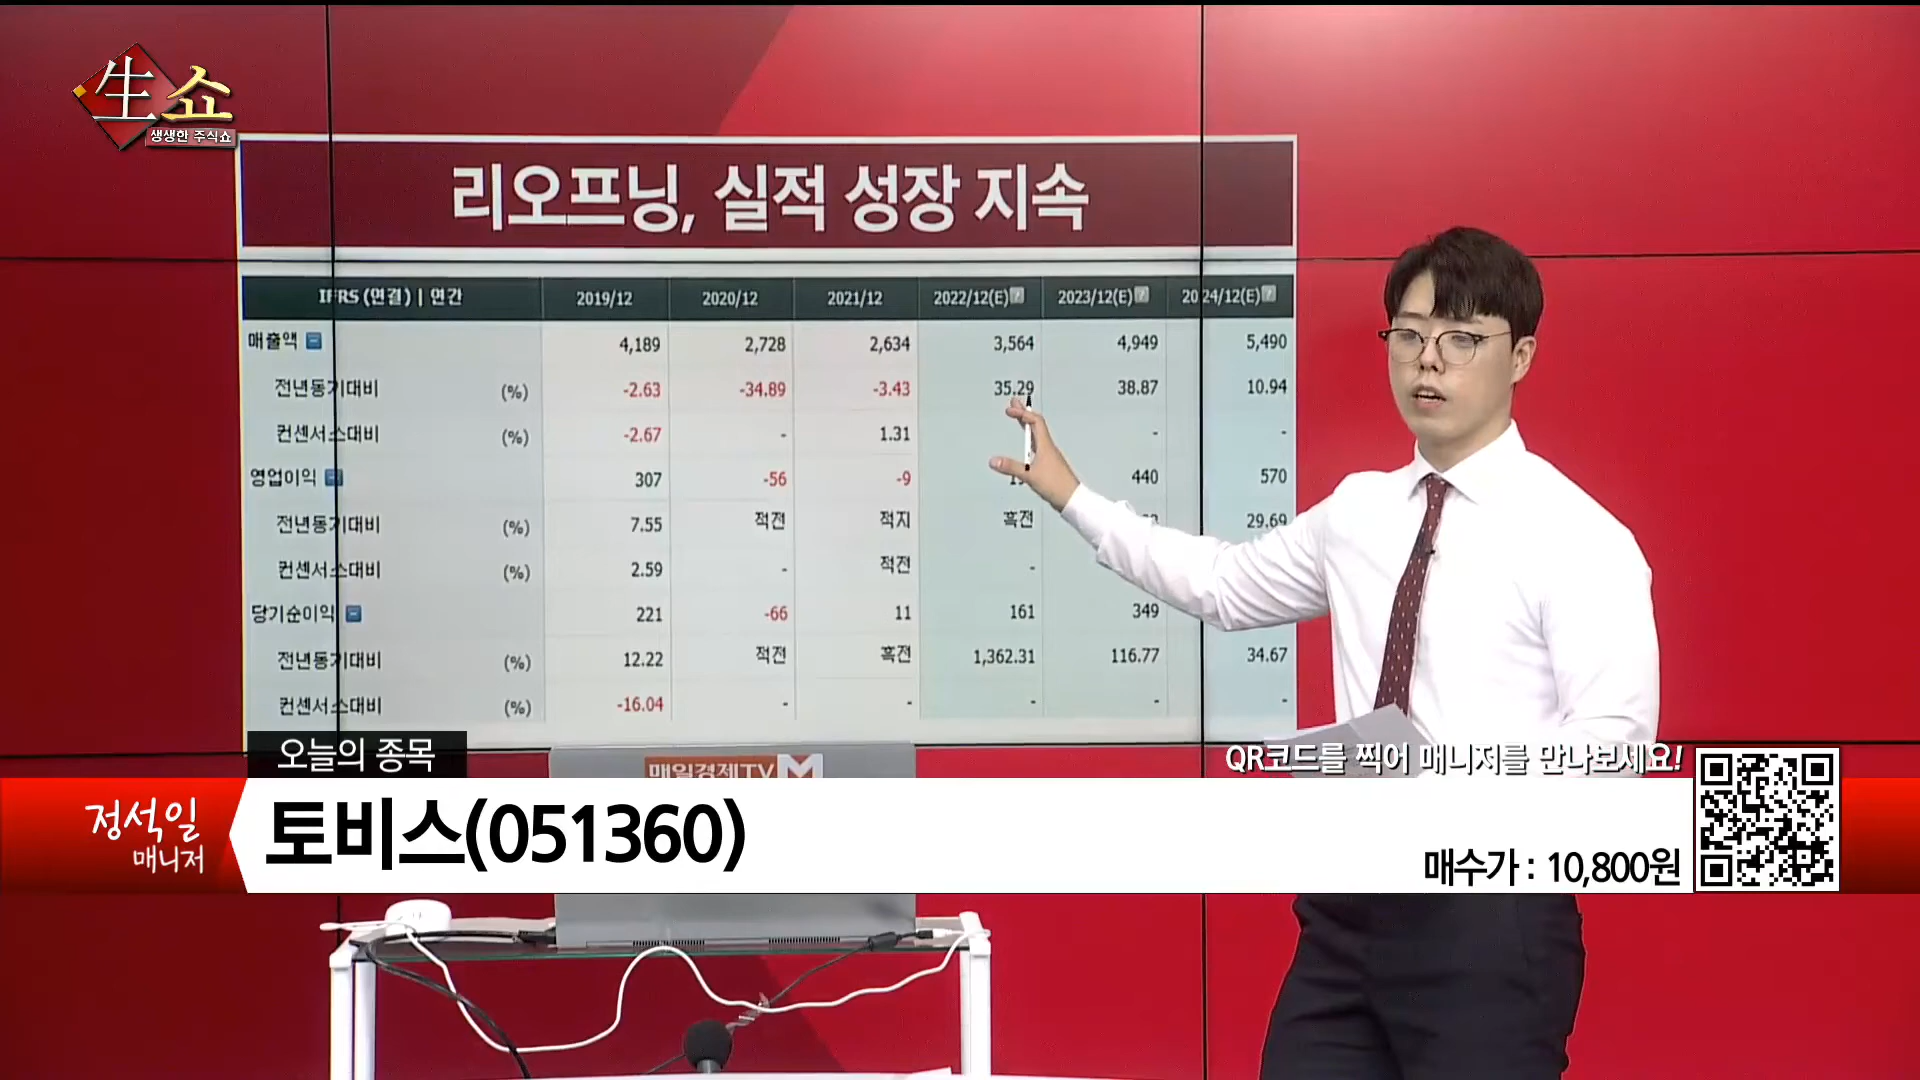 生쇼
생생한 주식쇼
리오프닝, 실적 성장 지속
IFRS (연결) | 연간 2019/12 2020/12 2021/12 2022/12(E) 2023/12(E) 2024/12(E)
매출액 4,189 2,728 2,634 3,564 4,949 5,490
전년동기대비 (%) -2.63 -34.89 -3.43 35.29 38.87 10.94
컨센서스대비 (%) -2.67 - 1.31 - -
영업이익 307 -56 -9 440 570
전년동기대비 (%) 7.55 적전 적지 흑전 29.69
컨센서스대비 (%) 2.59 - 적전 -
당기순이익 221 -66 11 161 349
전년동기대비 (%) 12.22 적전 흑전 1,362.31 116.77 34.67
컨센서스대비 (%) -16.04 - - - - -
오늘의 종목
매일경제TV M
QR코드를 찍어 매니저를 만나보세요!
정석일
매니저
토비스(051360)
매수가 : 10,800원